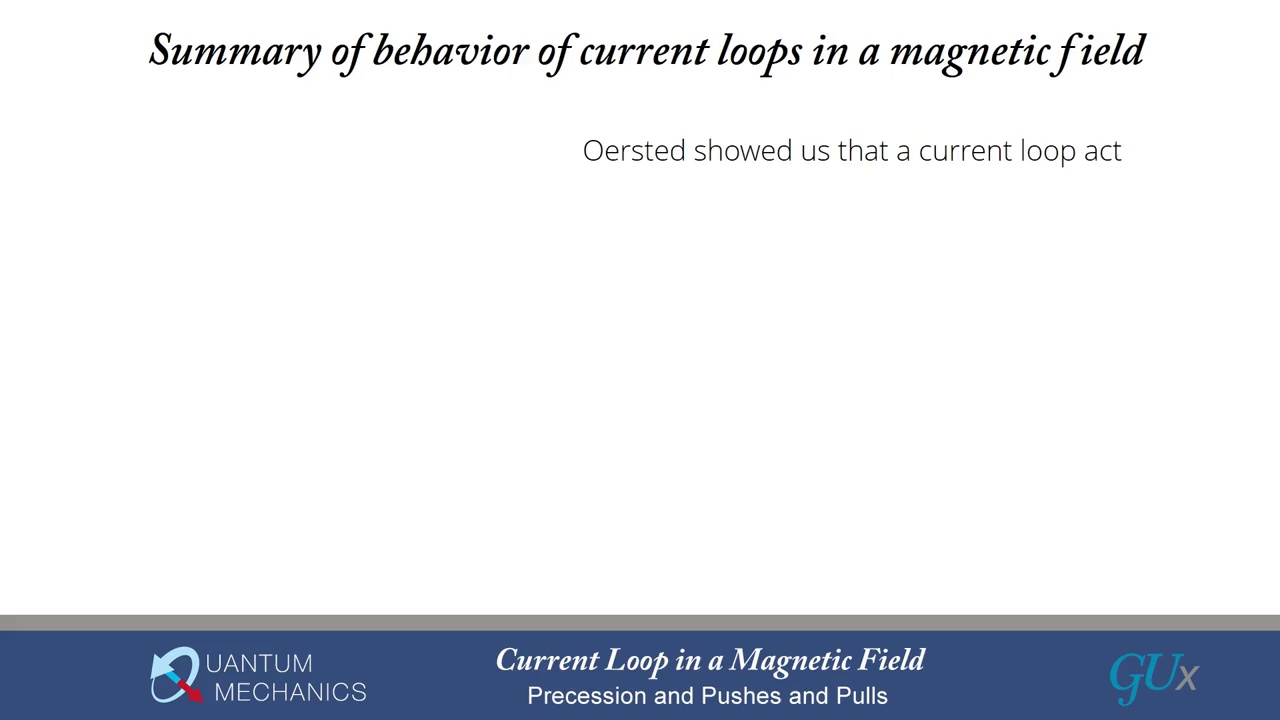 Summary of behavior of current loops in a magnetic field
Oersted showed us that a current loop act
QUANTUM
MECHANICS
Current Loop in a Magnetic Field
Precession and Pushes and Pulls
GUx